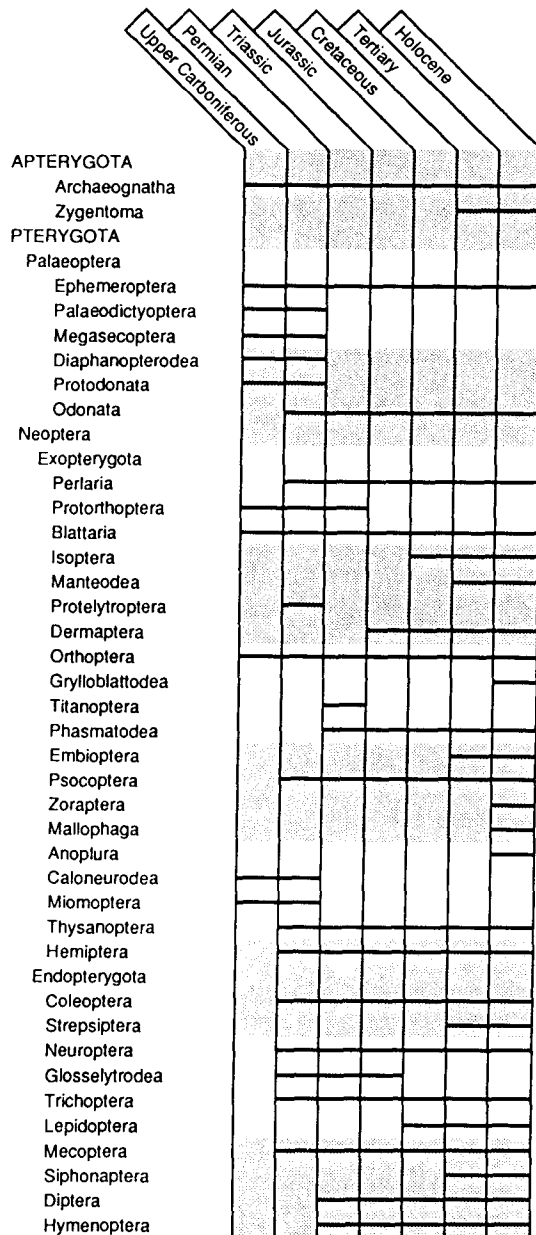 Upper Carboniferous
Permian
Triassic
Jurassic
Cretaceous
Tertiary
Holocene
APTERYGOTA
Archaeognatha
Zygentoma
PTERYGOTA
Palaeoptera
Ephemeroptera
Palaeodictyoptera
Megasecoptera
Diaphanopterodea
Protodonata
Odonata
Neoptera
Exopterygota
Perlaria
Protorthoptera
Blattaria
Isoptera
Manteodea
Protelytroptera
Dermaptera
Orthoptera
Grylloblattodea
Titanoptera
Phasmatodea
Embioptera
Psocoptera
Zoraptera
Mallophaga
Anoplura
Caloneurodea
Miomoptera
Thysanoptera
Hemiptera
Endopterygota
Coleoptera
Strepsiptera
Neuroptera
Glosselytrodea
Trichoptera
Lepidoptera
Mecoptera
Siphonaptera
Diptera
Hymenoptera